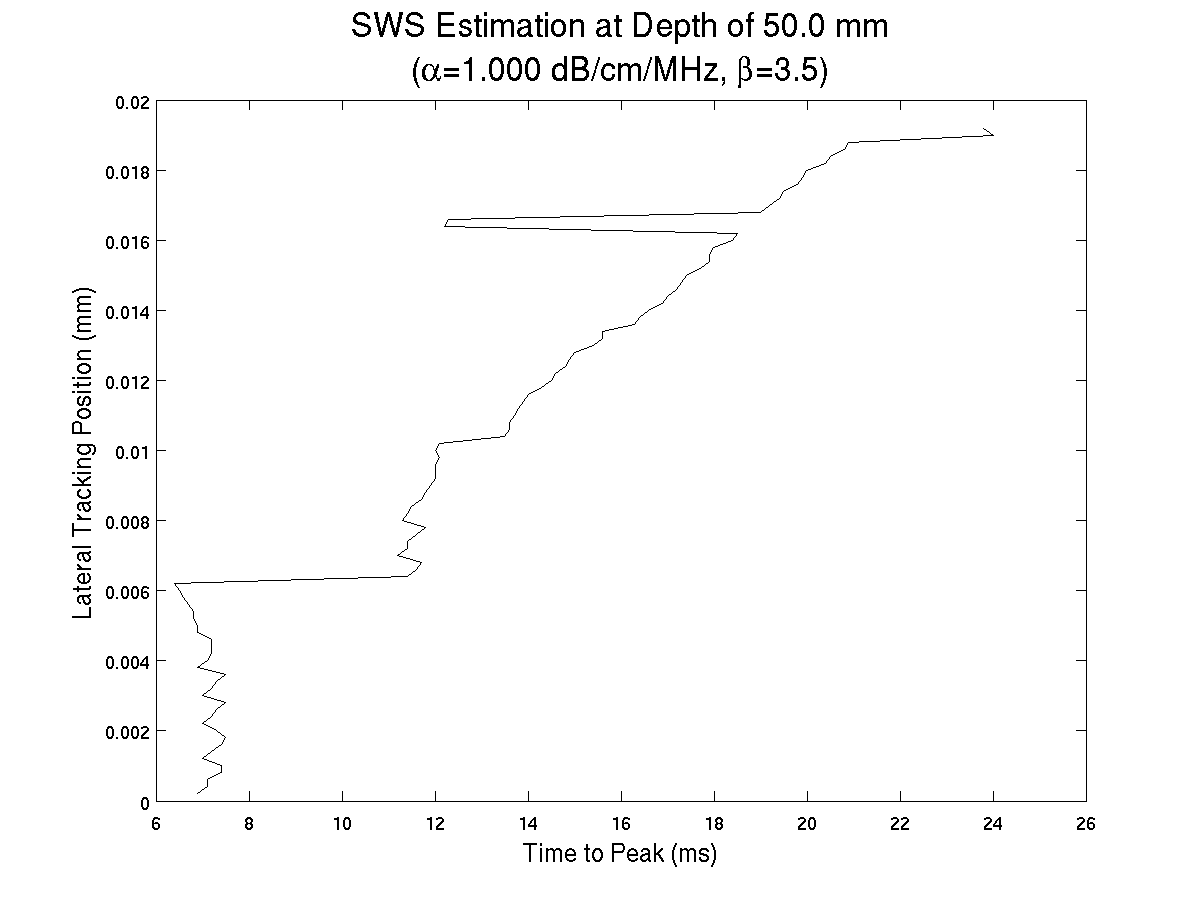 SWS Estimation at Depth of 50.0 mm
(α=1.000 dB/cm/MHz, β=3.5)
0.02
0.018
0.016
0.014
0.012
0.01
0.008
0.006
0.004
0.002
0
Lateral Tracking Position (mm)
6 8 10 12 14 16 18 20 22 24 26
Time to Peak (ms)